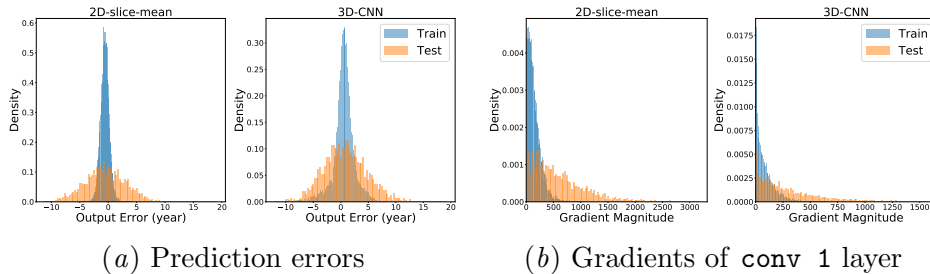 2D-slice-mean
3D-CNN
2D-slice-mean
3D-CNN
Train
Test
Train
Test
Density
0.6
0.5
0.4
0.3
0.2
0.1
0.0
−10 −5 0 5 10 15 20
Output Error (year)
Density
0.30
0.25
0.20
0.15
0.10
0.05
0.00
−10 −5 0 5 10 15 20
Output Error (year)
Density
0.004
0.003
0.002
0.001
0.000
0 500 1000 1500 2000 2500 3000
Gradient Magnitude
Density
0.0175
0.0150
0.0125
0.0100
0.0075
0.0050
0.0025
0.0000
0 250 500 750 1000 1250 1500
Gradient Magnitude
(a) Prediction errors
(b) Gradients of conv 1 layer